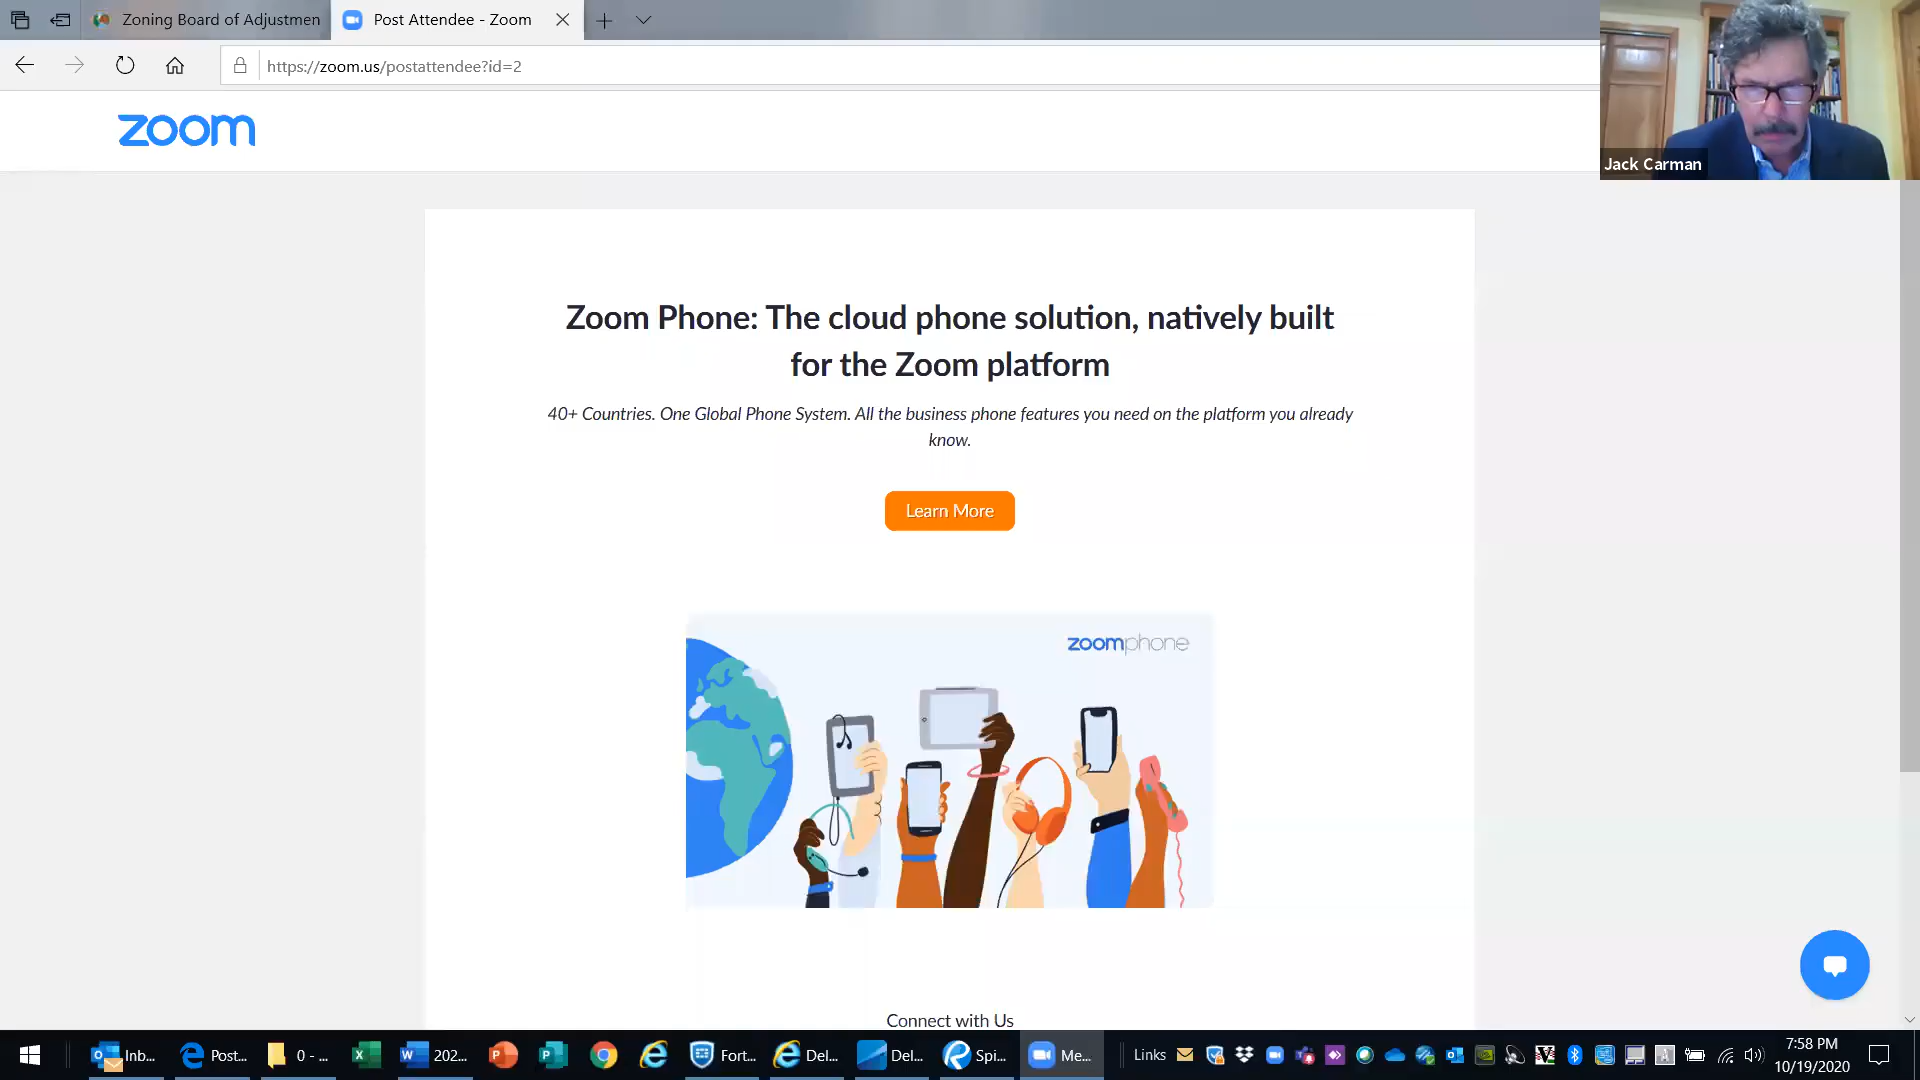 Zoning Board of Adjustmen
Post Attendee - Zoom
https://zoom.us/postattendee?id=2
zoom
Jack Carman
Zoom Phone: The cloud phone solution, natively built
for the Zoom platform
40+ Countries. One Global Phone System. All the business phone features you need on the platform you already
know.
Learn More
zoomphone
Connect with Us
Inb...
Post...
0 - ...
202...
Fort...
Del...
Del...
Spi...
Me...
Links
7:58 PM
10/19/2020